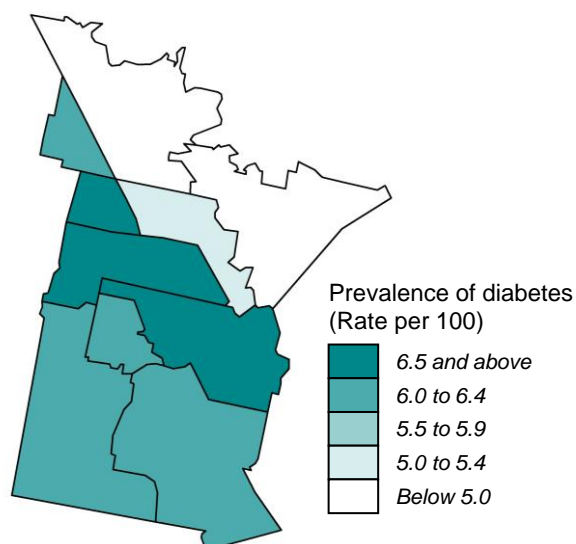 Prevalence of diabetes
(Rate per 100)
6.5 and above
6.0 to 6.4
5.5 to 5.9
5.0 to 5.4
Below 5.0